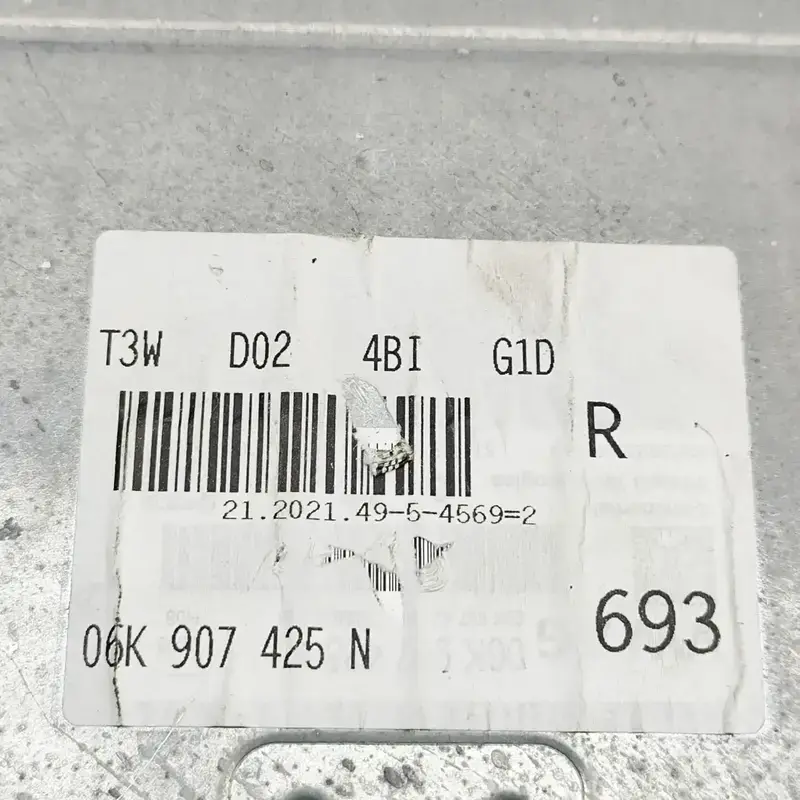 T3W D02 4BI G1D
R
21.2021.49-5-4569=2
06K 907 425 N
693